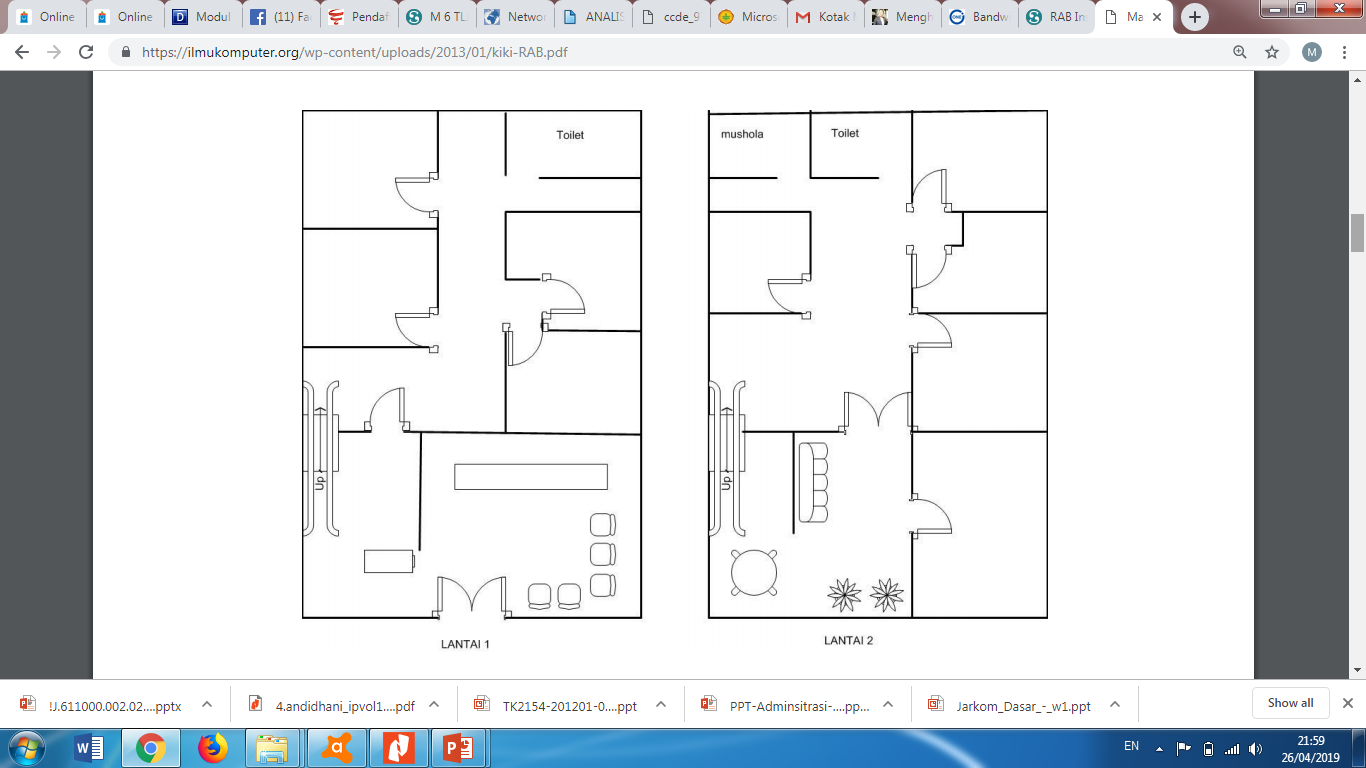 Online
Online
Modul
(11) Fa
Pendaf
M 6 TL
Networ
ANALIS
ccde_9
Micros
Kotak
Mengh
Bandw
RAB In
Ma
https://ilmukomputer.org/wp-content/uploads/2013/01/kiki-RAB.pdf
M
Toilet
mushola
Toilet
Up
Up
LANTAI 1
LANTAI 2
!J.611000.002.02....pptx
4.andidhani_ipvol1....pdf
TK2154-201201-0....ppt
PPT-Adminsitrasi-....pp...
Jarkom_Dasar_-_w1.ppt
Show all
EN
21:59
26/04/2019